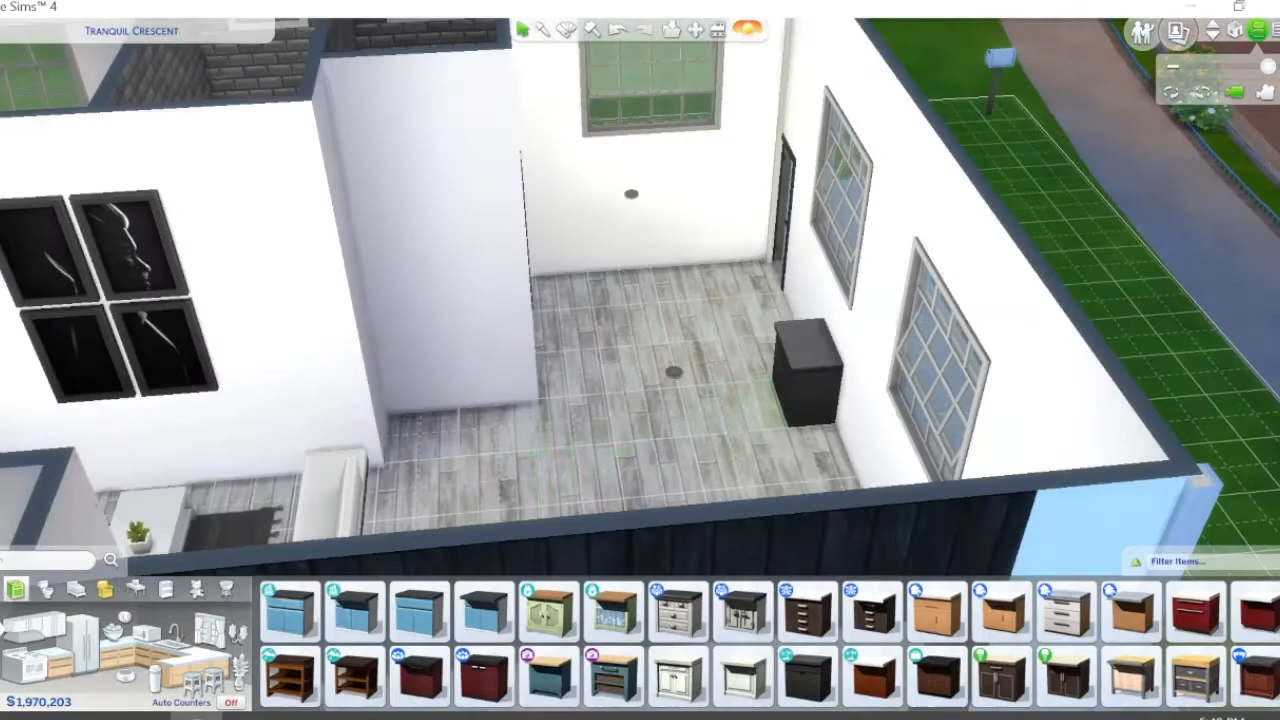 e Sims™ 4
TRANQUIL CRESCENT
Filter Items...
$1,970,203
Auto Counters
Off